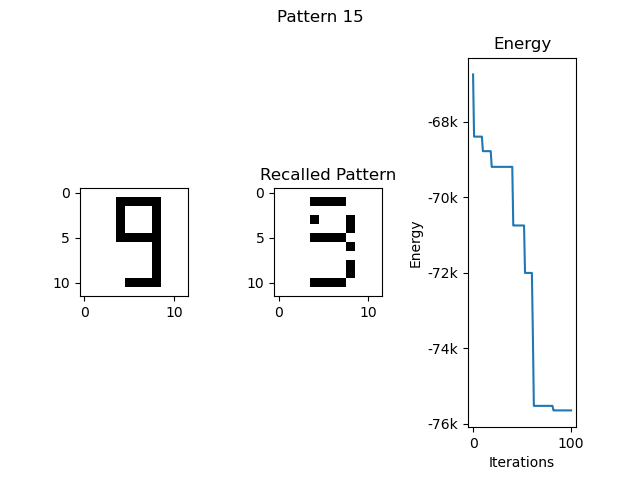 Pattern 15
0
5
10
0
10
9
Recalled Pattern
0
5
10
0
10
Energy
-68k
-70k
-72k
-74k
-76k
Energy
0
100
Iterations